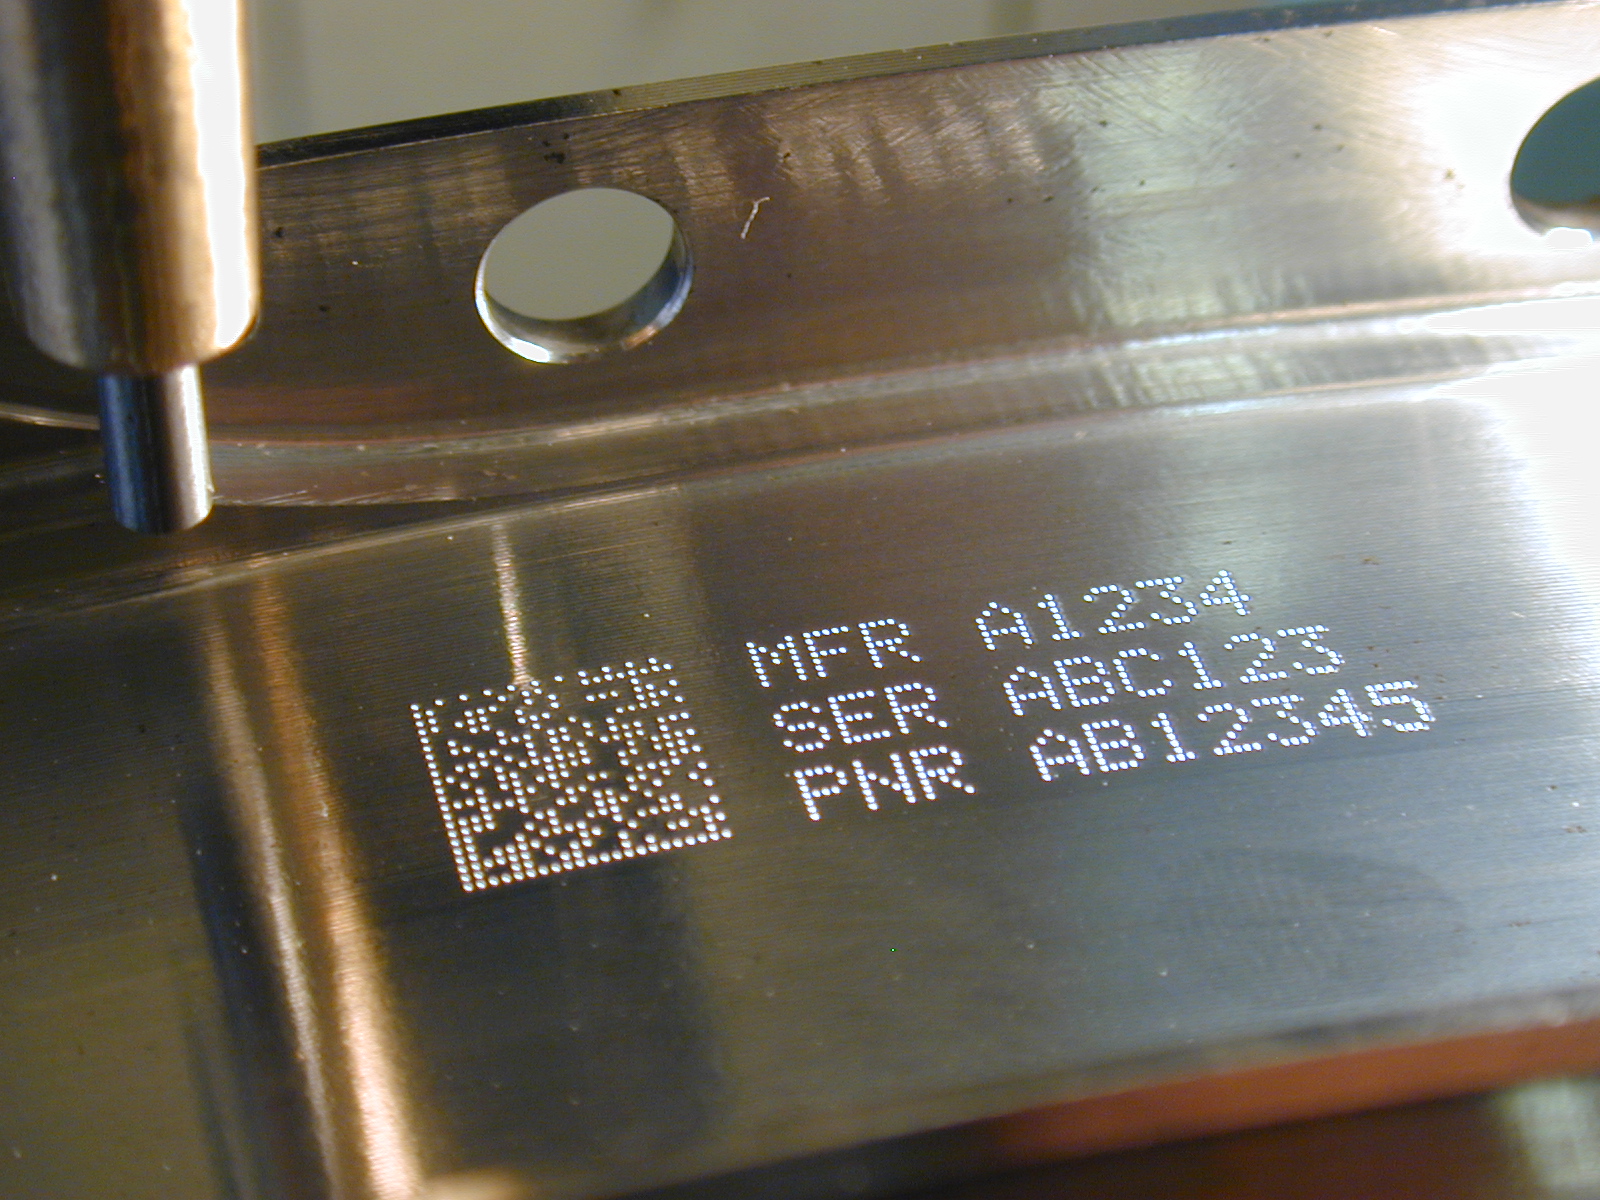 MFR A1234
SER ABC123
PNR AB12345